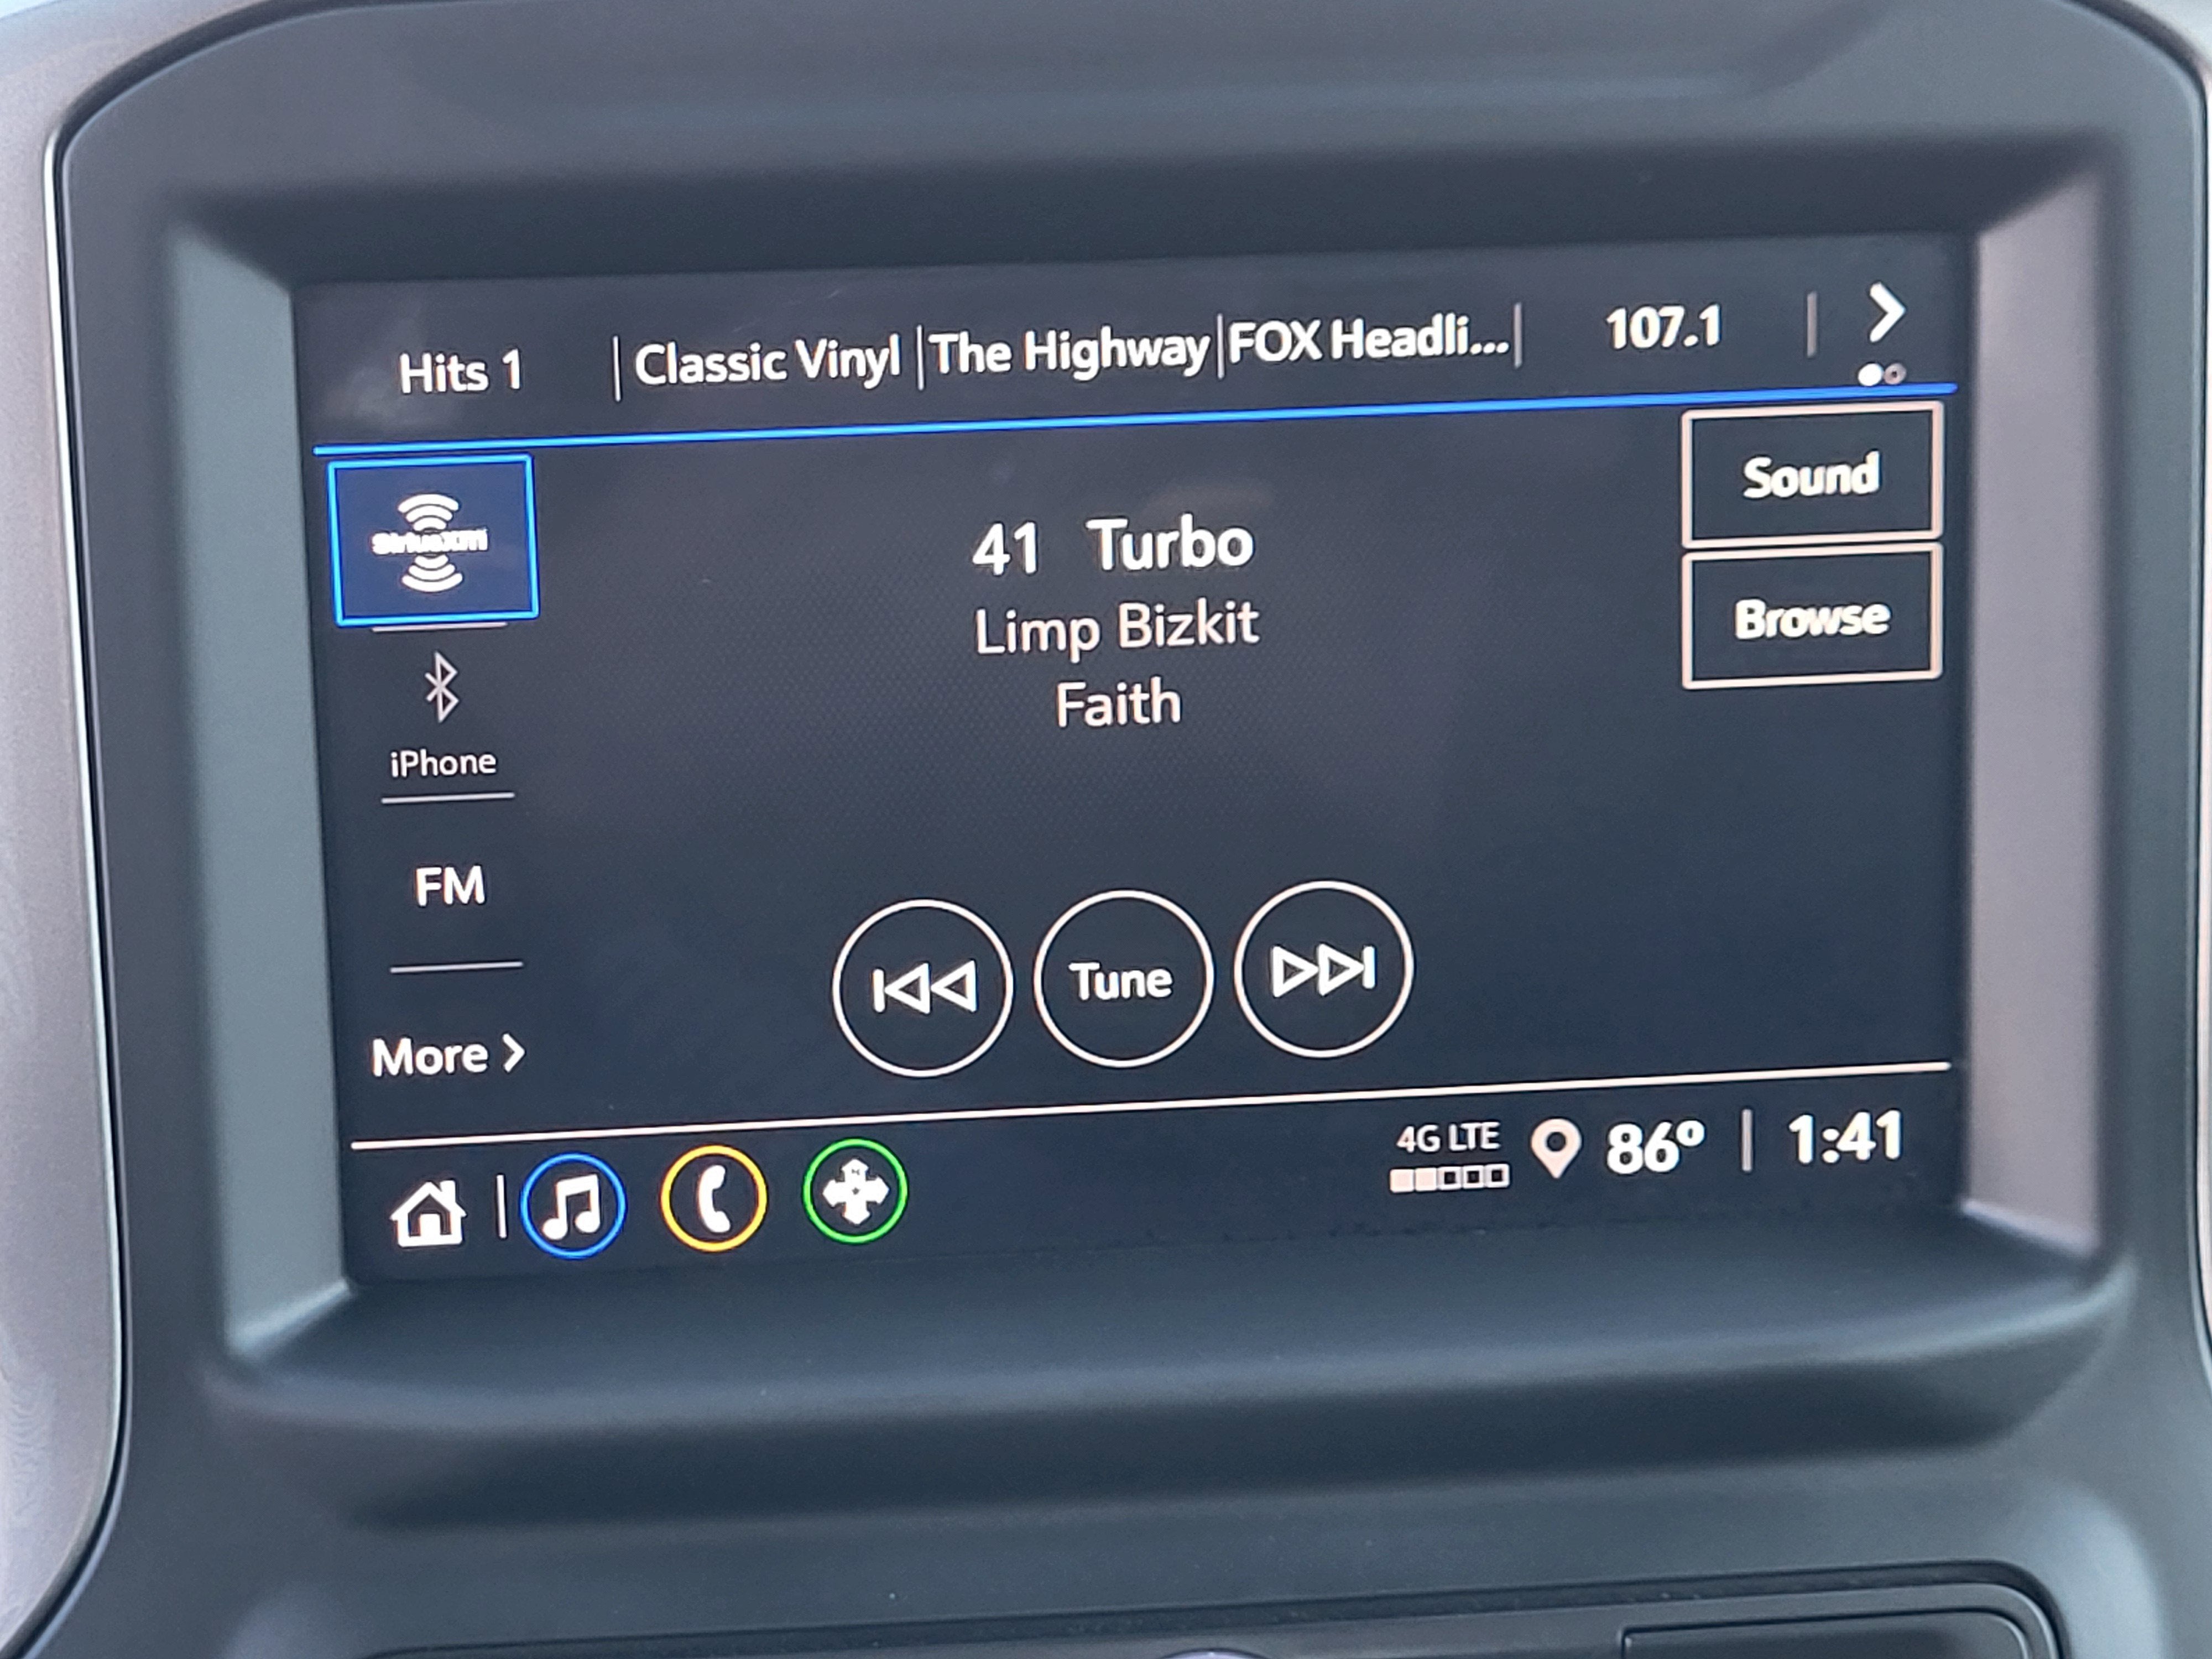 Hits 1 | Classic Vinyl | The Highway | FOX Headli... | 107.1 |
SiriusXM
iPhone
FM
More
41 Turbo
Limp Bizkit
Faith
Sound
Browse
Tune
4G LTE
86° | 1:41